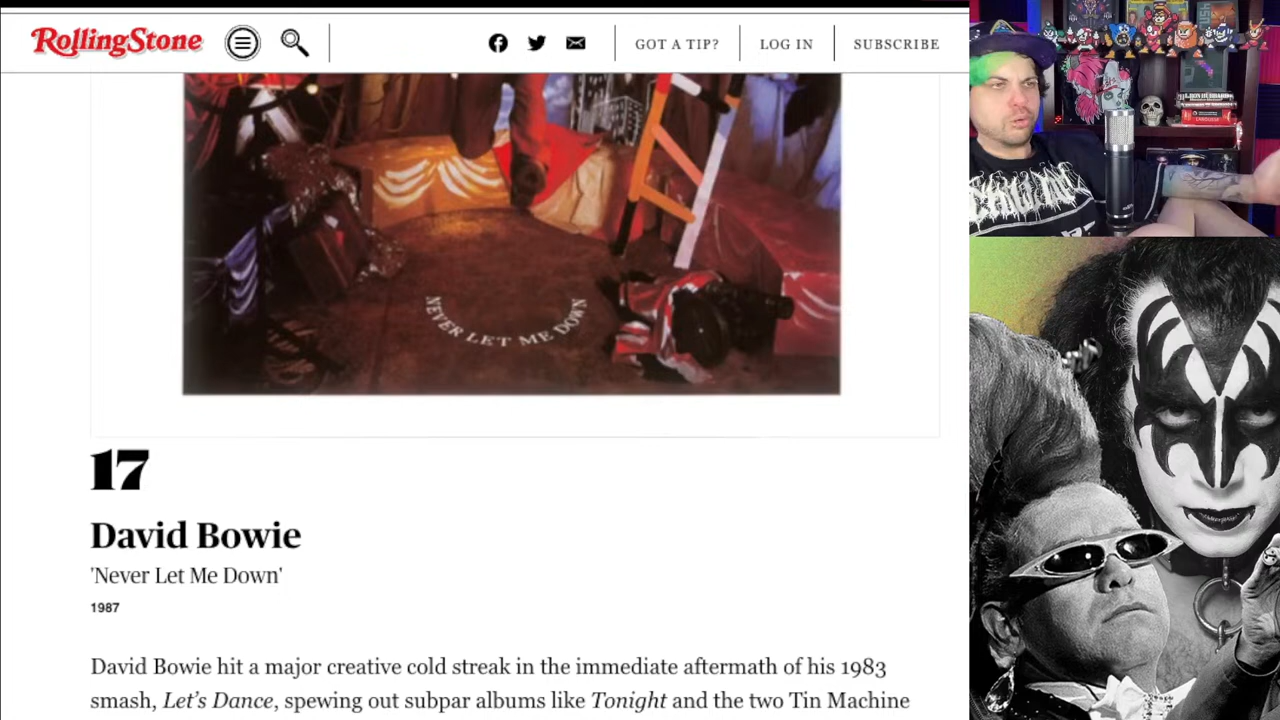 RollingStone
GOT A TIP?
LOG IN
SUBSCRIBE
NEVER LET ME DOWN
17
David Bowie
'Never Let Me Down'
1987
David Bowie hit a major creative cold streak in the immediate aftermath of his 1983
smash, Let's Dance, spewing out subpar albums like Tonight and the two Tin Machine